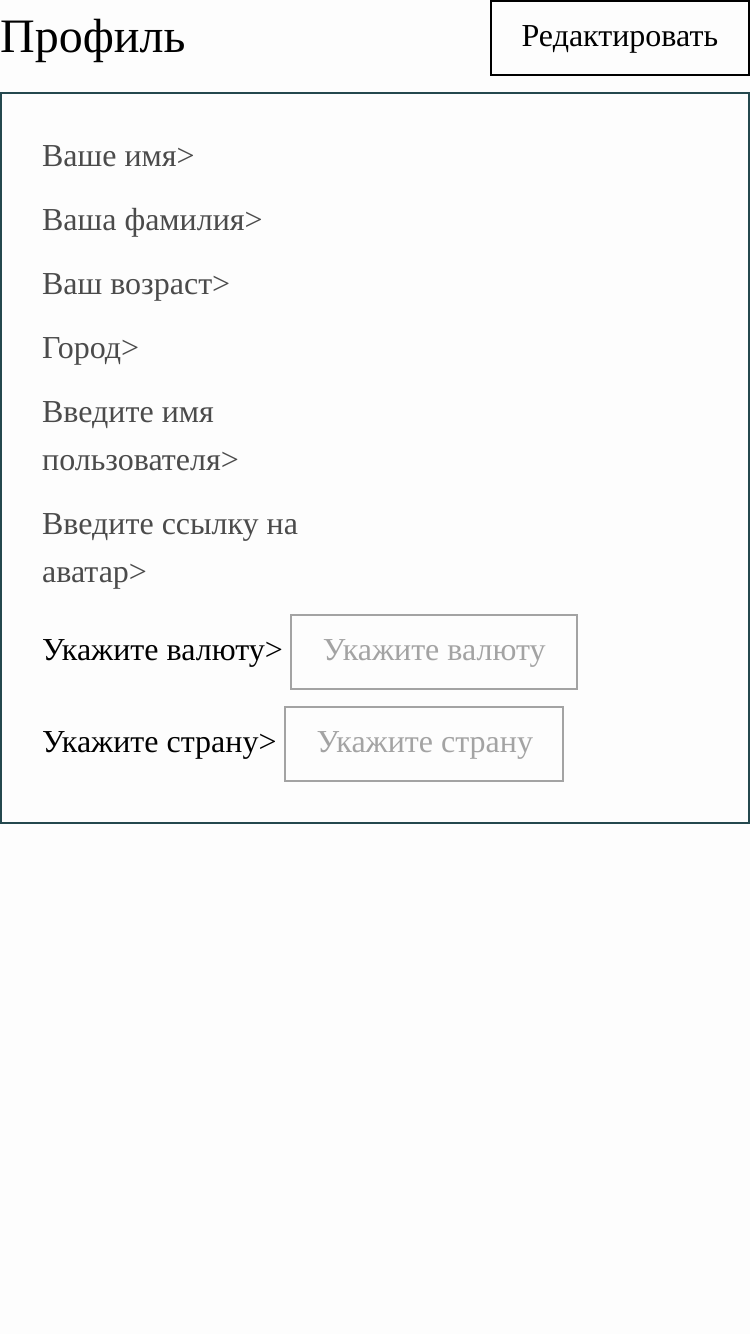 Профиль
Редактировать
Ваше имя>
Ваша фамилия>
Ваш возраст>
Город>
Введите имя
пользователя>
Введите ссылку на
аватар>
Укажите валюту> Укажите валюту
Укажите страну> Укажите страну